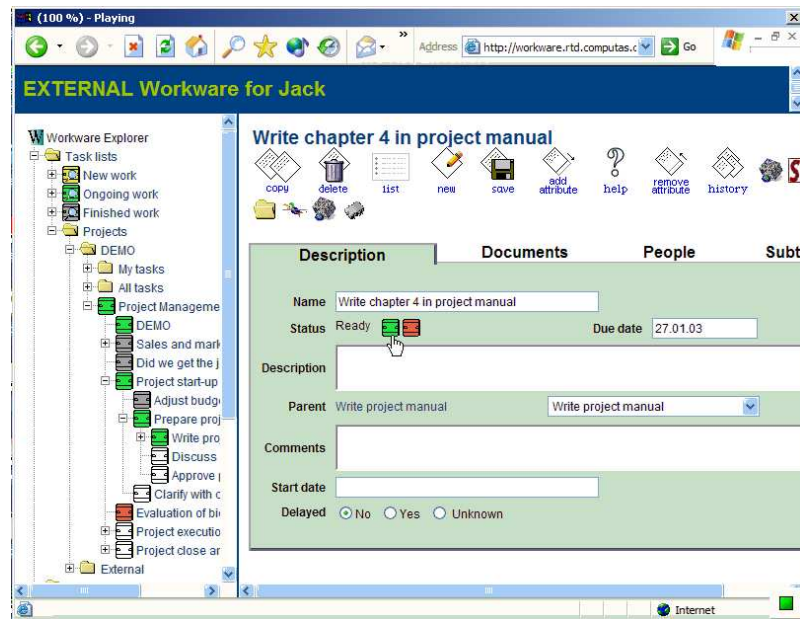 (100 %) - Playing
» Address http://workware.rtd.computas.c Go
EXTERNAL Workware for Jack
Workware Explorer
Task lists
New work
Ongoing work
Finished work
Projects
DEMO
My tasks
All tasks
Project Manageme
DEMO
Sales and mark
Did we get the j
Project start-up
Adjust budge
Prepare proj
Write pro
Discuss
Approve p
Clarify with c
Evaluation of bi
Project executio
Project close ar
External
Write chapter 4 in project manual
copy delete list new save add attribute help remove attribute history S
Description Documents People Subt
Name Write chapter 4 in project manual
Status Ready Due date 27.01.03
Description
Parent Write project manual Write project manual
Comments
Start date
Delayed No Yes Unknown
Internet